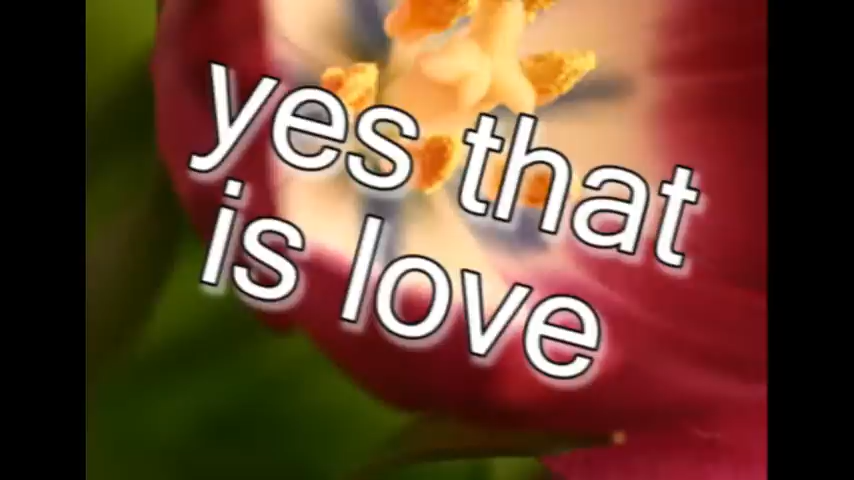 yes that
is love